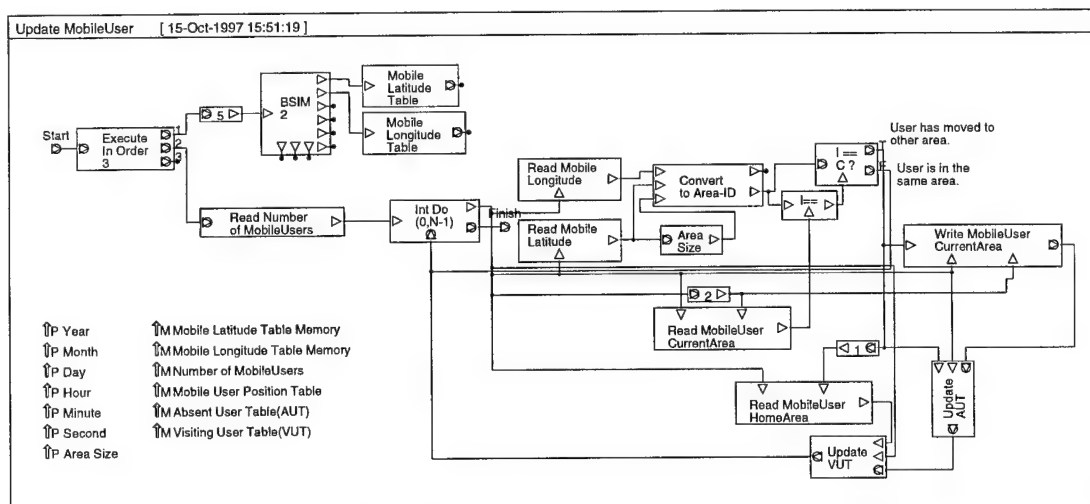 Update MobileUser [ 15-Oct-1997 15:51:19 ]
Mobile
Latitude
Table
BSIM
2
5
Mobile
Longitude
Table
Start
Execute
In Order
3
1
2
3
User has moved to
other area.
I ==
C ?
T
F
User is in the
same area.
Read Mobile
Longitude
Convert
to Area-ID
I==
Read Number
of MobileUsers
Int Do
(0,N-1)
Finish
Read Mobile
Latitude
Area
Size
Write MobileUser
CurrentArea
2
Read MobileUser
CurrentArea
1
Read MobileUser
HomeArea
Update
AUT
Update
VUT
⇑P Year
⇑P Month
⇑P Day
⇑P Hour
⇑P Minute
⇑P Second
⇑P Area Size
⇑M Mobile Latitude Table Memory
⇑M Mobile Longitude Table Memory
⇑M Number of MobileUsers
⇑M Mobile User Position Table
⇑M Absent User Table(AUT)
⇑M Visiting User Table(VUT)